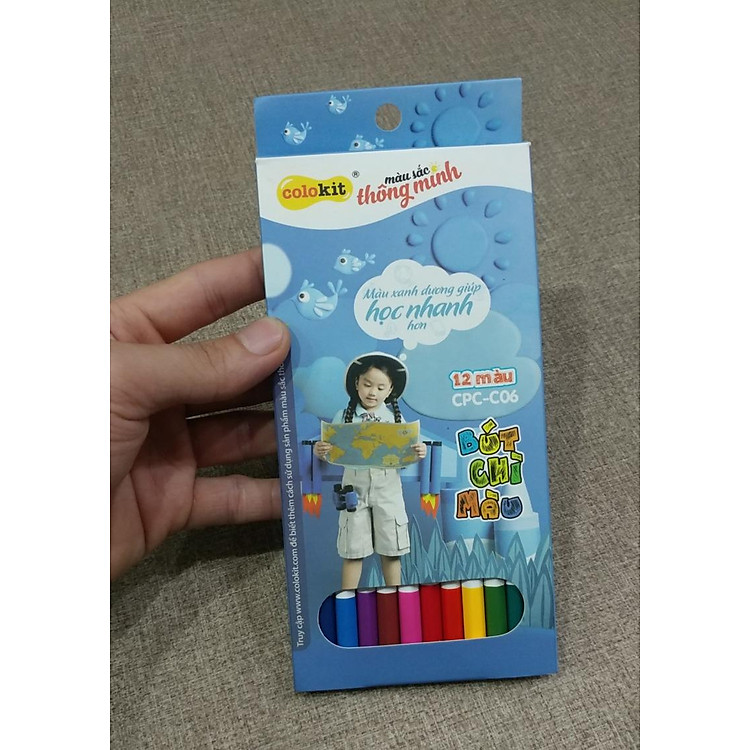 colokit ®
màu sắc
thông minh
Màu xanh dương giúp
học nhanh
hơn
12 màu
CPC-C06
BÚT
CHÌ
MÀU
Truy cập www.colokit.com để biết thêm cách sử dụng sản phẩm màu sắc